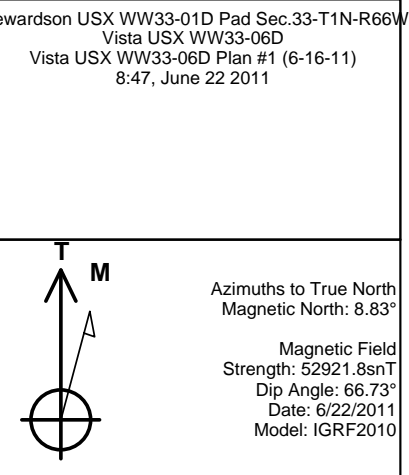 USX WW33-01D Pad Sec.33-T1N-R66W
Vista USX WW33-06D
Vista USX WW33-06D Plan #1 (6-16-11)
8:47, June 22 2011
T
M
Azimuths to True North
Magnetic North: 8.83°
Magnetic Field
Strength: 52921.8snT
Dip Angle: 66.73°
Date: 6/22/2011
Model: IGRF2010